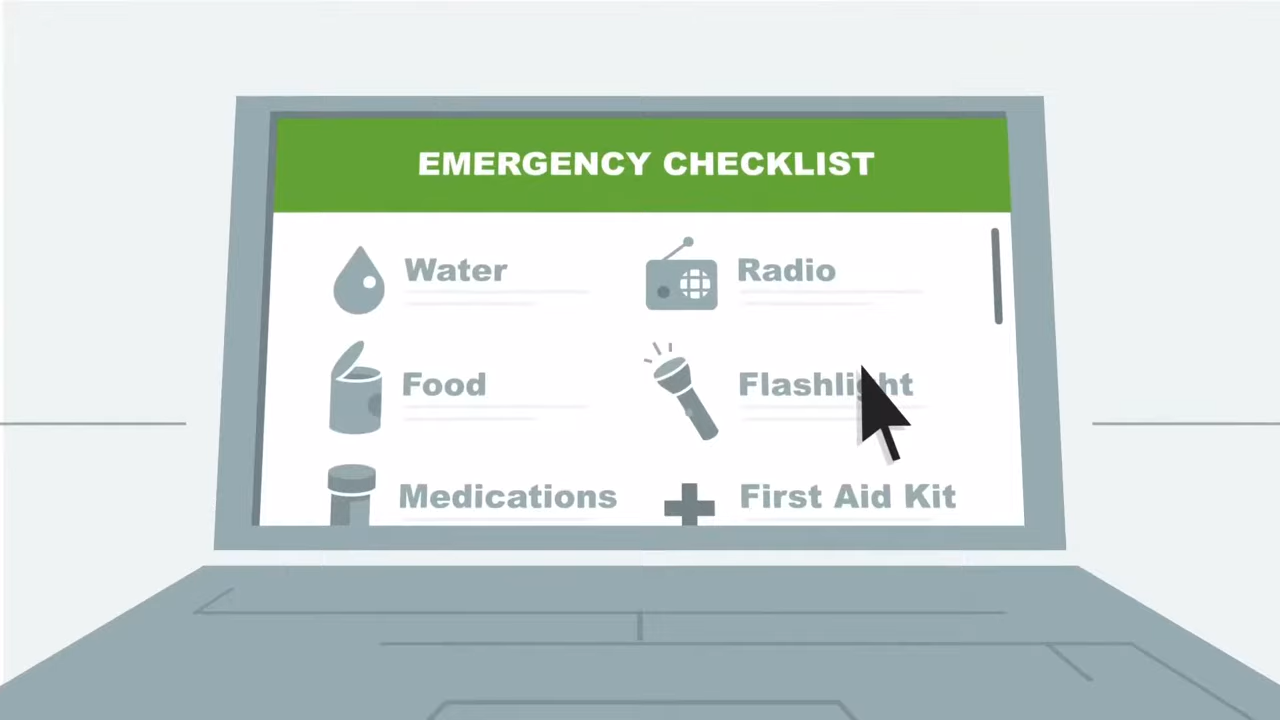 EMERGENCY CHECKLIST
Water
Radio
Food
Flashlight
Medications
First Aid Kit